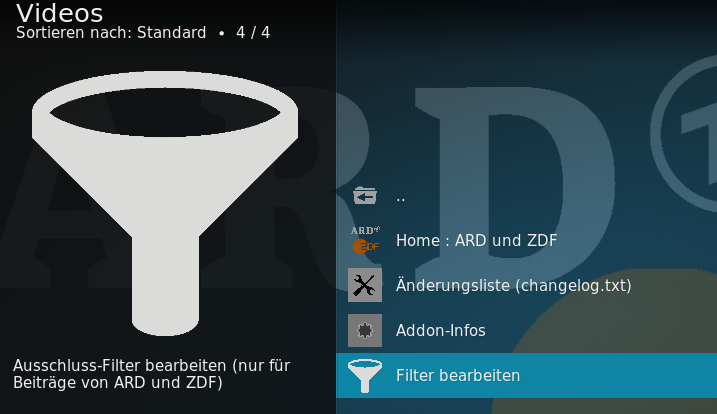 Videos
Sortieren nach: Standard • 4 / 4
ARD
..
ARD
ZDF
Home : ARD und ZDF
Änderungsliste (changelog.txt)
Addon-Infos
Filter bearbeiten
Ausschluss-Filter bearbeiten (nur für
Beiträge von ARD und ZDF)